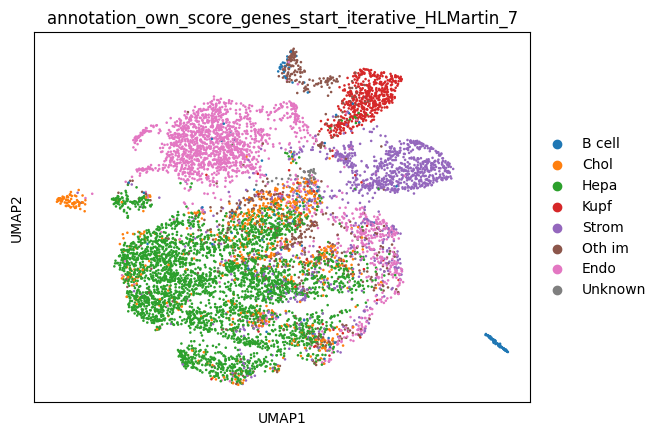 annotation_own_score_genes_start_iterative_HLMartin_7
UMAP2
UMAP1
B cell
Chol
Hepa
Kupf
Strom
Oth im
Endo
Unknown